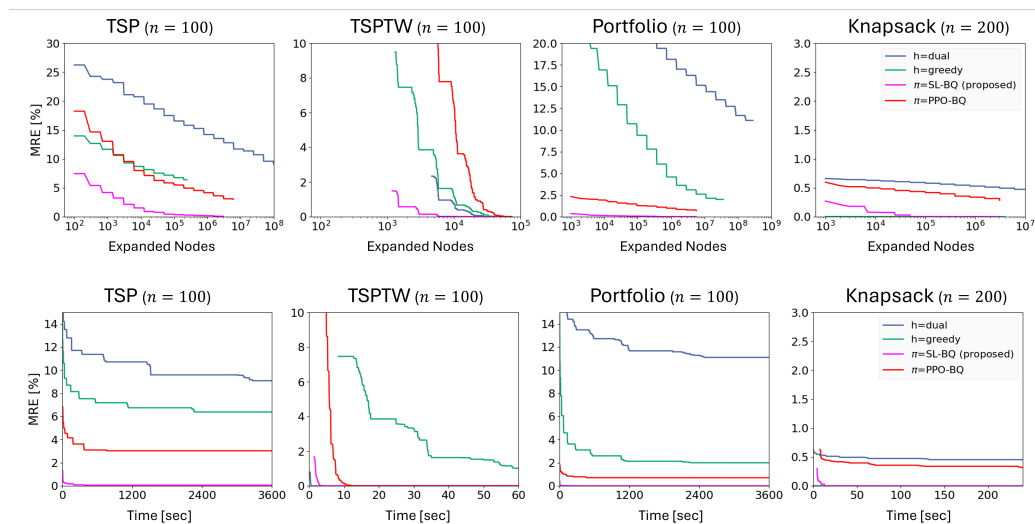 TSP (n = 100)
TSPTW (n = 100)
Portfolio (n = 100)
Knapsack (n = 200)
MRE [%]
30
25
20
15
10
5
0
10² 10³ 10⁴ 10⁵ 10⁶ 10⁷ 10⁸
Expanded Nodes
10
8
6
4
2
0
10² 10³ 10⁴ 10⁵
Expanded Nodes
20.0
17.5
15.0
12.5
10.0
7.5
5.0
2.5
0.0
10³ 10⁴ 10⁵ 10⁶ 10⁷ 10⁸ 10⁹
Expanded Nodes
3.0
2.5
2.0
1.5
1.0
0.5
0.0
h=dual
h=greedy
π=SL-BQ (proposed)
π=PPO-BQ
10³ 10⁴ 10⁵ 10⁶ 10⁷
Expanded Nodes
TSP (n = 100)
TSPTW (n = 100)
Portfolio (n = 100)
Knapsack (n = 200)
MRE [%]
14
12
10
8
6
4
2
0
0 1200 2400 3600
Time [sec]
10
8
6
4
2
0
0 10 20 30 40 50 60
Time [sec]
14
12
10
8
6
4
2
0
0 1200 2400 3600
Time [sec]
3.0
2.5
2.0
1.5
1.0
0.5
0.0
h=dual
h=greedy
π=SL-BQ (proposed)
π=PPO-BQ
0 50 100 150 200
Time [sec]